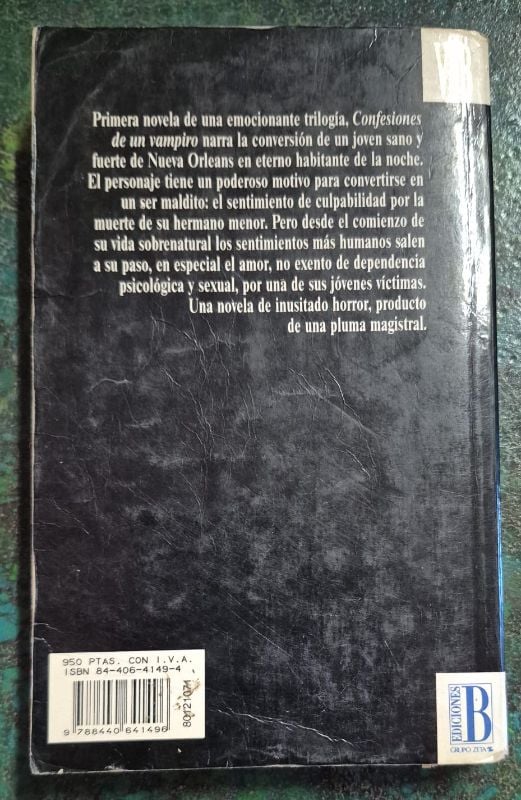 Primera novela de una emocionante trilogía, Confesiones
de un vampiro narra la conversión de un joven sano y
fuerte de Nueva Orleans en eterno habitante de la noche.
El personaje tiene un poderoso motivo para convertirse en
un ser maldito: el sentimiento de culpabilidad por la
muerte de su hermano menor. Pero desde el comienzo de
su vida sobrenatural los sentimientos más humanos salen
a su paso, en especial el amor, no exento de dependencia
psicológica y sexual, por una de sus jóvenes víctimas.
Una novela de inusitado horror, producto
de una pluma magistral.
950 PTAS. CON I.V.A.
ISBN 84-406-4149-4
9 788440 641496
80121071
EDICIONES
B
GRUPO ZETA